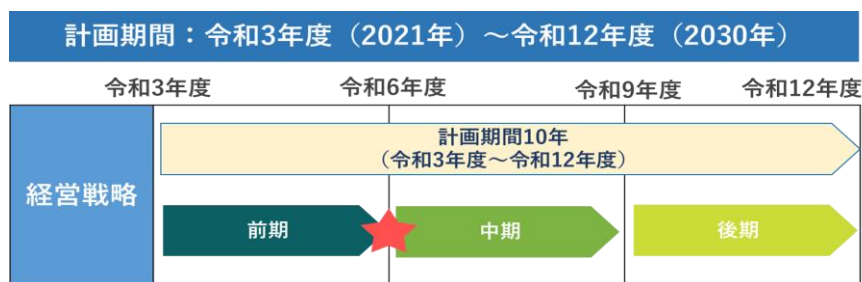 計画期間：令和3年度（2021年）～令和12年度（2030年）
令和3年度
令和6年度
令和9年度
令和12年度
経営戦略
計画期間10年
（令和3年度～令和12年度）
前期
中期
後期